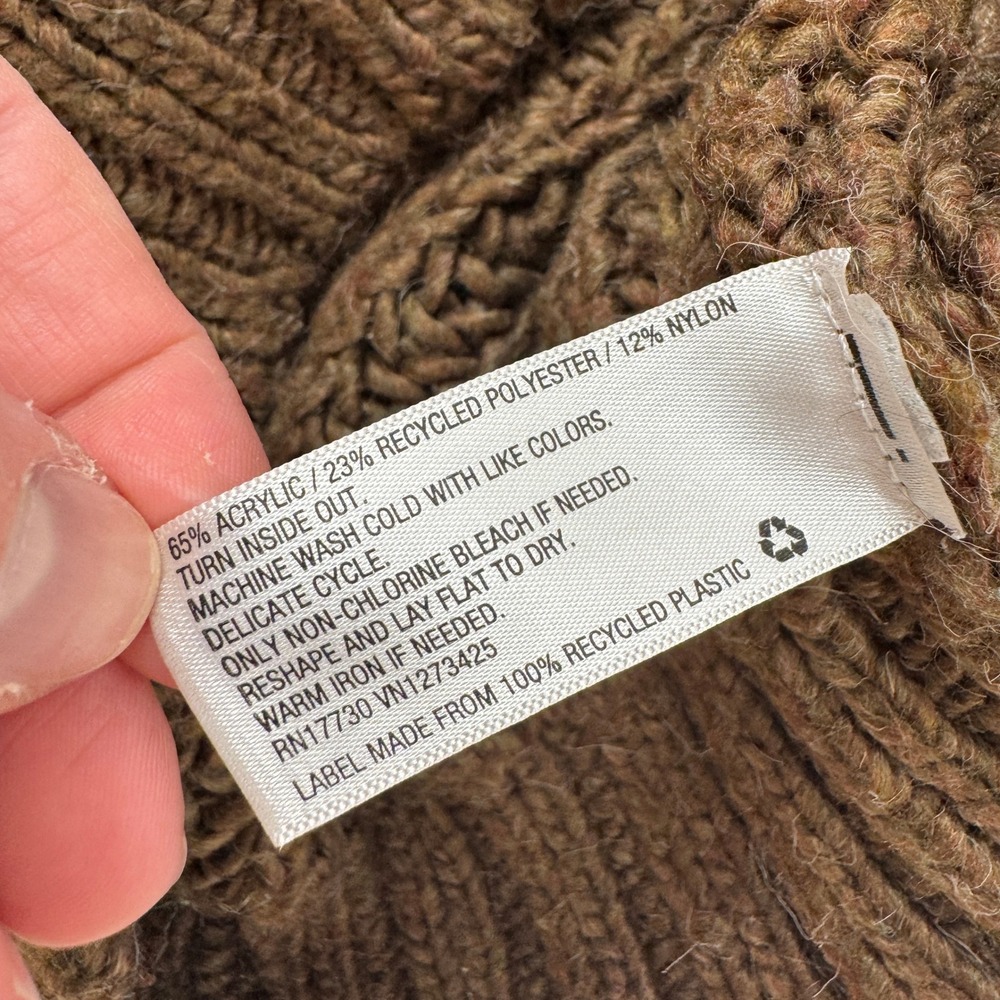 65% ACRYLIC / 23% RECYCLED POLYESTER / 12% NYLON
TURN INSIDE OUT.
MACHINE WASH COLD WITH LIKE COLORS.
DELICATE CYCLE.
ONLY NON-CHLORINE BLEACH IF NEEDED.
RESHAPE AND LAY FLAT TO DRY.
WARM IRON IF NEEDED.
RN17730 VN1273425
LABEL MADE FROM 100% RECYCLED PLASTIC